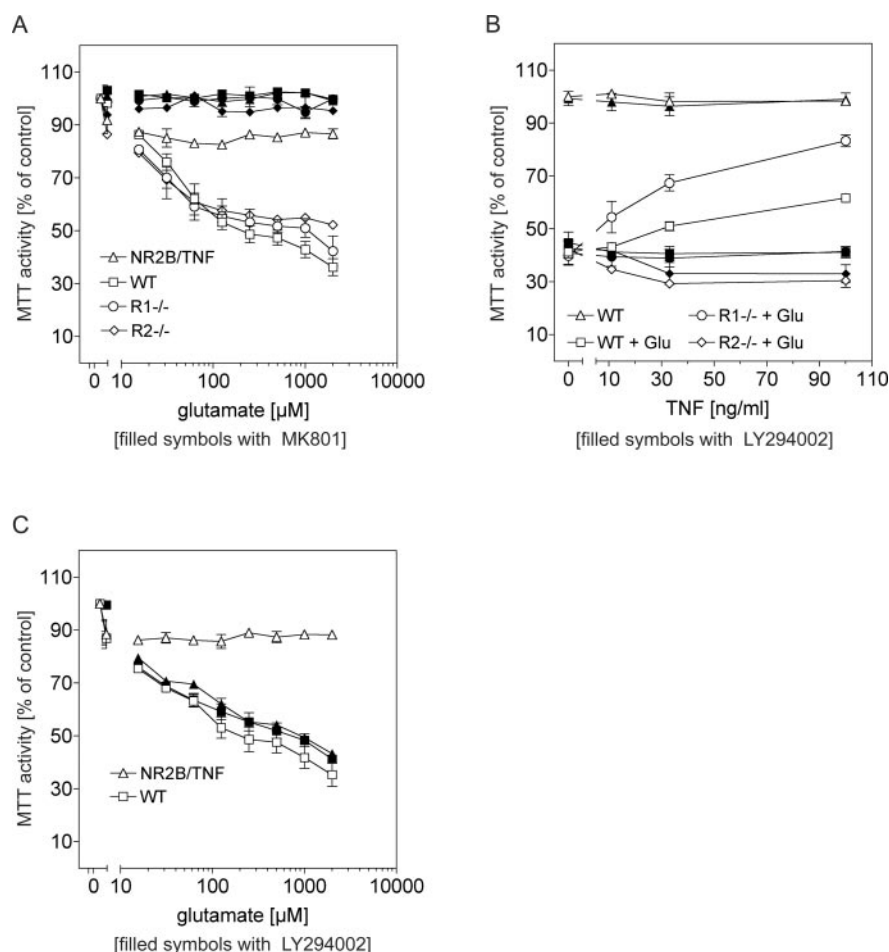 A
MTT activity [% of control]
110
90
70
50
30
10
NR2B/TNF
WT
R1-/-
R2-/-
0 10 100 1000 10000
glutamate [µM]
[filled symbols with MK801]
B
MTT activity [% of control]
110
90
70
50
30
10
WT R1-/- + Glu
WT + Glu R2-/- + Glu
0 10 30 50 70 90 110
TNF [ng/ml]
[filled symbols with LY294002]
C
MTT activity [% of control]
110
90
70
50
30
10
NR2B/TNF
WT
0 10 100 1000 10000
glutamate [µM]
[filled symbols with LY294002]